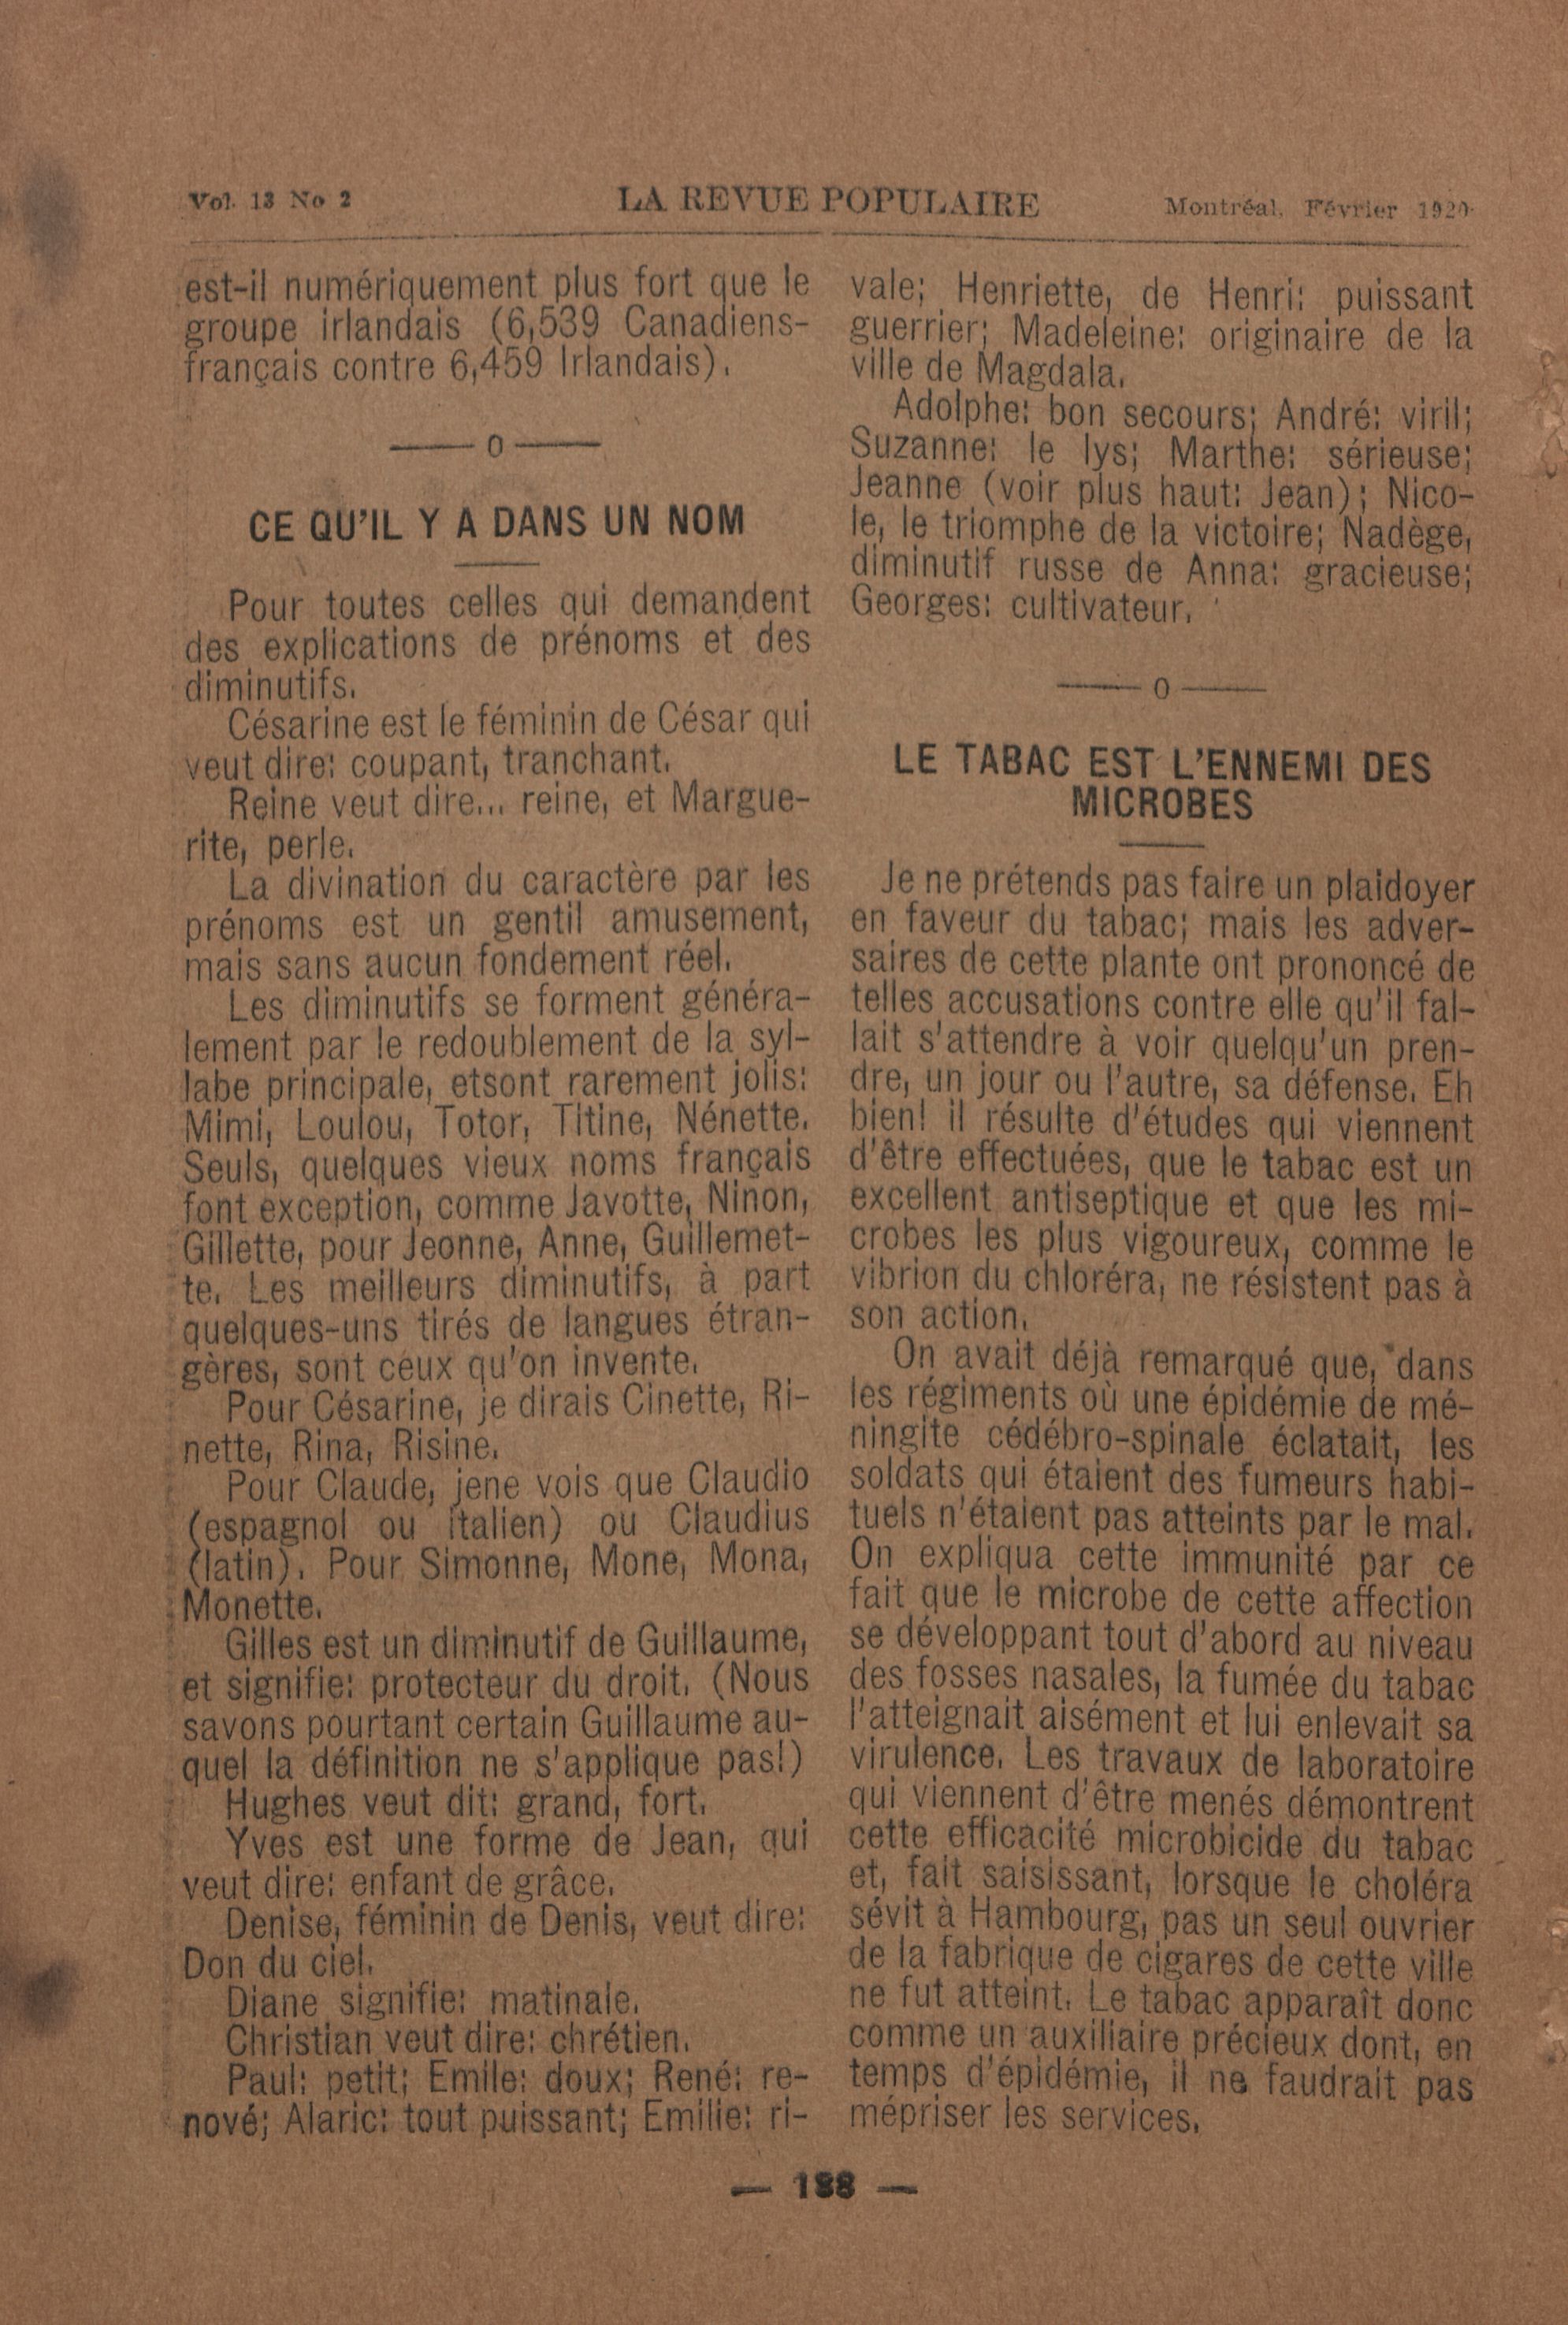 Vol. 13 No 2
LA REVUE POPULAIRE
Montréal, Février 1920
est-il numériquement plus fort que le
groupe irlandais (6,539 Canadiens-
français contre 6,459 Irlandais).
—— o ——
CE QU'IL Y A DANS UN NOM
Pour toutes celles qui demandent
des explications de prénoms et des
diminutifs.
Césarine est le féminin de César qui
veut dire: coupant, tranchant.
Reine veut dire... reine, et Margue-
rite, perle.
La divination du caractère par les
prénoms est un gentil amusement,
mais sans aucun fondement réel.
Les diminutifs se forment généra-
lement par le redoublement de la syl-
labe principale, etsont rarement jolis:
Mimi, Loulou, Totor, Titine, Nénette.
Seuls, quelques vieux noms français
font exception, comme Javotte, Ninon,
Gillette, pour Jeonne, Anne, Guillemet-
te. Les meilleurs diminutifs, à part
quelques-uns tirés de langues étran-
gères, sont ceux qu'on invente.
Pour Césarine, je dirais Cinette, Ri-
nette, Rina, Risine.
Pour Claude, jene vois que Claudio
(espagnol ou italien) ou Claudius
(latin). Pour Simonne, Mone, Mona,
Monette.
Gilles est un diminutif de Guillaume,
et signifie: protecteur du droit. (Nous
savons pourtant certain Guillaume au-
quel la définition ne s'applique pas!)
Hughes veut dit: grand, fort.
Yves est une forme de Jean, qui
veut dire: enfant de grâce.
Denise, féminin de Denis, veut dire:
Don du ciel.
Diane signifie: matinale.
Christian veut dire: chrétien.
Paul: petit; Emile: doux; René: re-
nové; Alaric: tout puissant; Emilie: ri-
vale; Henriette, de Henri: puissant
guerrier; Madeleine: originaire de la
ville de Magdala.
Adolphe: bon secours; André: viril;
Suzanne: le lys; Marthe: sérieuse;
Jeanne (voir plus haut: Jean); Nico-
le, le triomphe de la victoire; Nadège,
diminutif russe de Anna: gracieuse;
Georges: cultivateur.
—— o ——
LE TABAC EST L'ENNEMI DES
MICROBES
Je ne prétends pas faire un plaidoyer
en faveur du tabac; mais les adver-
saires de cette plante ont prononcé de
telles accusations contre elle qu'il fal-
lait s'attendre à voir quelqu'un pren-
dre, un jour ou l'autre, sa défense. Eh
bien! il résulte d'études qui viennent
d'être effectuées, que le tabac est un
excellent antiseptique et que les mi-
crobes les plus vigoureux, comme le
vibrion du chloréra, ne résistent pas à
son action.
On avait déjà remarqué que, dans
les régiments où une épidémie de mé-
ningite cédébro-spinale éclatait, les
soldats qui étaient des fumeurs habi-
tuels n'étaient pas atteints par le mal.
On expliqua cette immunité par ce
fait que le microbe de cette affection
se développant tout d'abord au niveau
des fosses nasales, la fumée du tabac
l'atteignait aisément et lui enlevait sa
virulence. Les travaux de laboratoire
qui viennent d'être menés démontrent
cette efficacité microbicide du tabac
et, fait saisissant, lorsque le choléra
sévit à Hambourg, pas un seul ouvrier
de la fabrique de cigares de cette ville
ne fut atteint. Le tabac apparaît donc
comme un auxiliaire précieux dont, en
temps d'épidémie, il ne faudrait pas
mépriser les services.
— 188 —